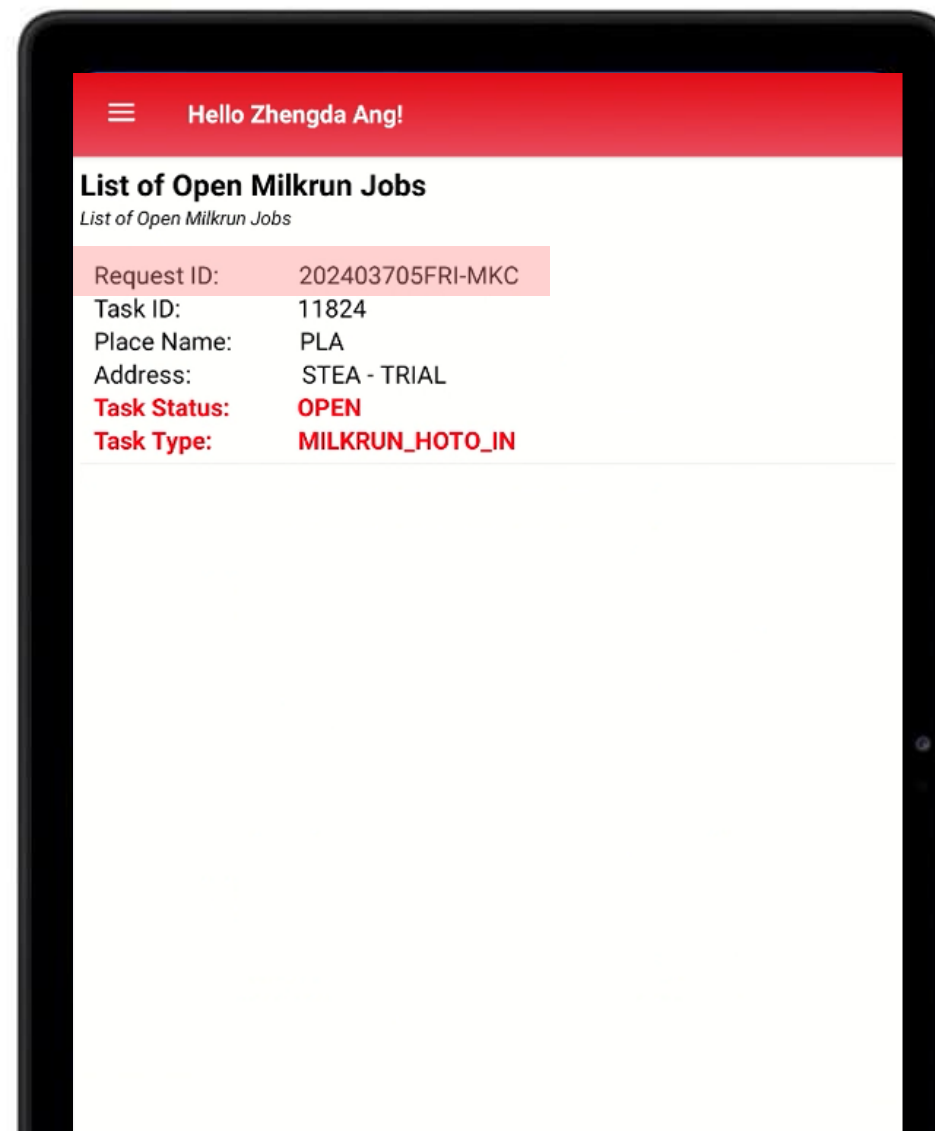 Hello Zhengda Ang!
List of Open Milkrun Jobs
List of Open Milkrun Jobs
Request ID: 202403705FRI-MKC
Task ID: 11824
Place Name: PLA
Address: STEA - TRIAL
Task Status: OPEN
Task Type: MILKRUN_HOTO_IN